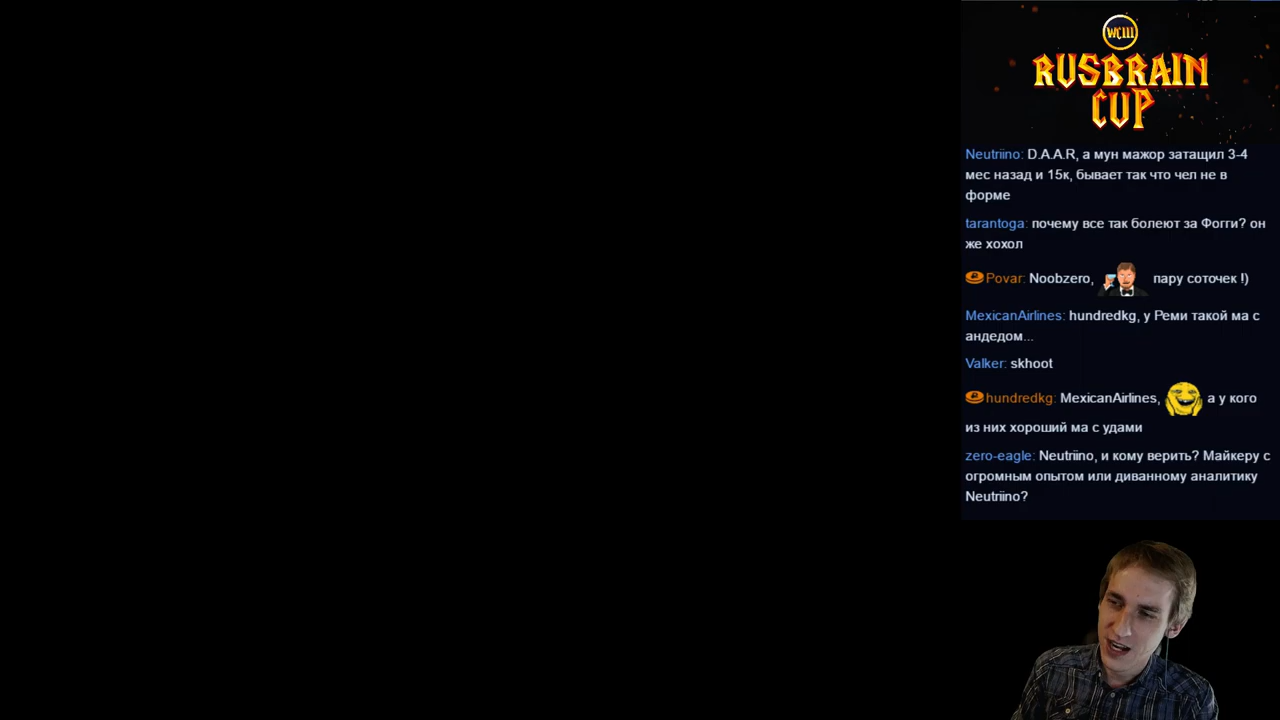 WCIII
RUSBRAIN
CUP
Neutriino: D.A.A.R, а мун мажор затащил 3-4
мес назад и 15к, бывает так что чел не в
форме
tarantoga: почему все так болеют за Фогги? он
же хохол
Povar: Noobzero, пару соточек !)
MexicanAirlines: hundredkg, у Реми такой ма с
андедом...
Valker: skhoot
hundredkg: MexicanAirlines, а у кого
из них хороший ма с удами
zero-eagle: Neutriino, и кому верить? Майкеру с
огромным опытом или диванному аналитику
Neutriino?